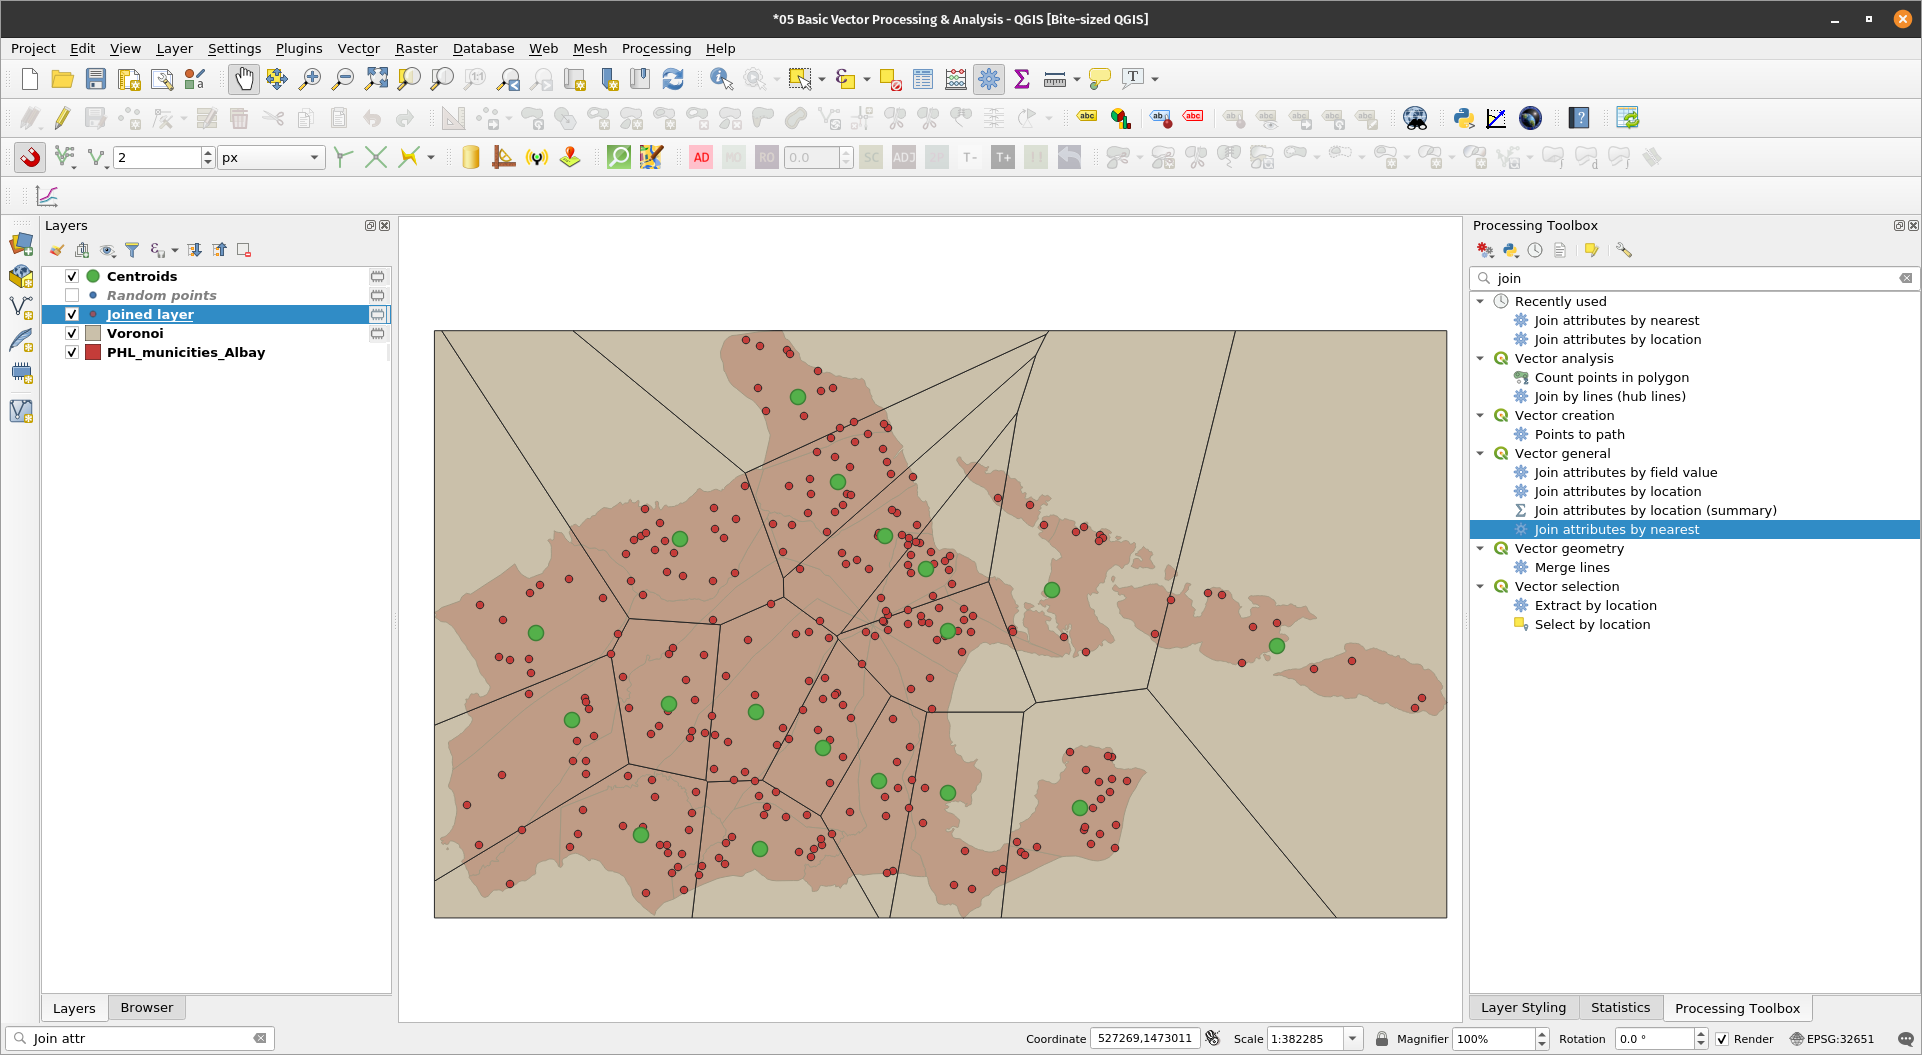 *05 Basic Vector Processing & Analysis - QGIS [Bite-sized QGIS]
Project Edit View Layer Settings Plugins Vector Raster Database Web Mesh Processing Help
1:1
T
abc abc abc
2 px AD MO RO 0.0 SC ADJ T- T+
Layers
Centroids
Random points
Joined layer
Voronoi
PHL_municities_Albay
Layers Browser
Processing Toolbox
join
Recently used
Join attributes by nearest
Join attributes by location
Vector analysis
Count points in polygon
Join by lines (hub lines)
Vector creation
Points to path
Vector general
Join attributes by field value
Join attributes by location
Join attributes by location (summary)
Join attributes by nearest
Vector geometry
Merge lines
Vector selection
Extract by location
Select by location
Layer Styling Statistics Processing Toolbox
Join attr Coordinate 527269,1473011 Scale 1:382285 Magnifier 100% Rotation 0.0 ° Render EPSG:32651